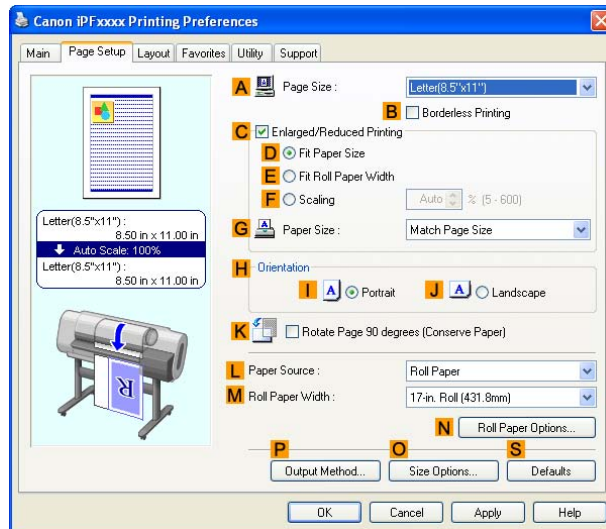 Canon iPFxxxx Printing Preferences
Main Page Setup Layout Favorites Utility Support
A Page Size : Letter(8.5"x11")
B Borderless Printing
C Enlarged/Reduced Printing
D Fit Paper Size
E Fit Roll Paper Width
F Scaling Auto % (5 - 600)
G A Paper Size : Match Page Size
Letter(8.5"x11") :
8.50 in x 11.00 in
Auto Scale: 100%
Letter(8.5"x11") :
8.50 in x 11.00 in
H Orientation
I A Portrait J A Landscape
K Rotate Page 90 degrees (Conserve Paper)
R
L Paper Source : Roll Paper
M Roll Paper Width : 17-in. Roll (431.8mm)
N Roll Paper Options...
P O S
Output Method... Size Options... Defaults
OK Cancel Apply Help